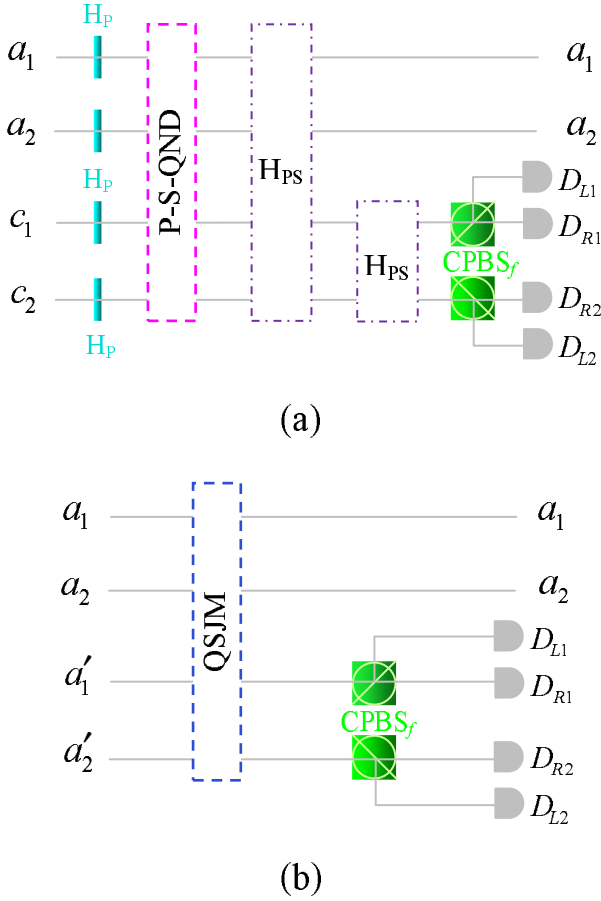 H_P
a_1 P-S-QND a_1
a_2 H_PS a_2
H_P D_L1
c_1 D_R1
H_PS CPBS_f
c_2 D_R2
H_P D_L2
(a)
a_1 QSJM a_1
a_2 a_2
D_L1
a′_1 D_R1
CPBS_f
a′_2 D_R2
D_L2
(b)